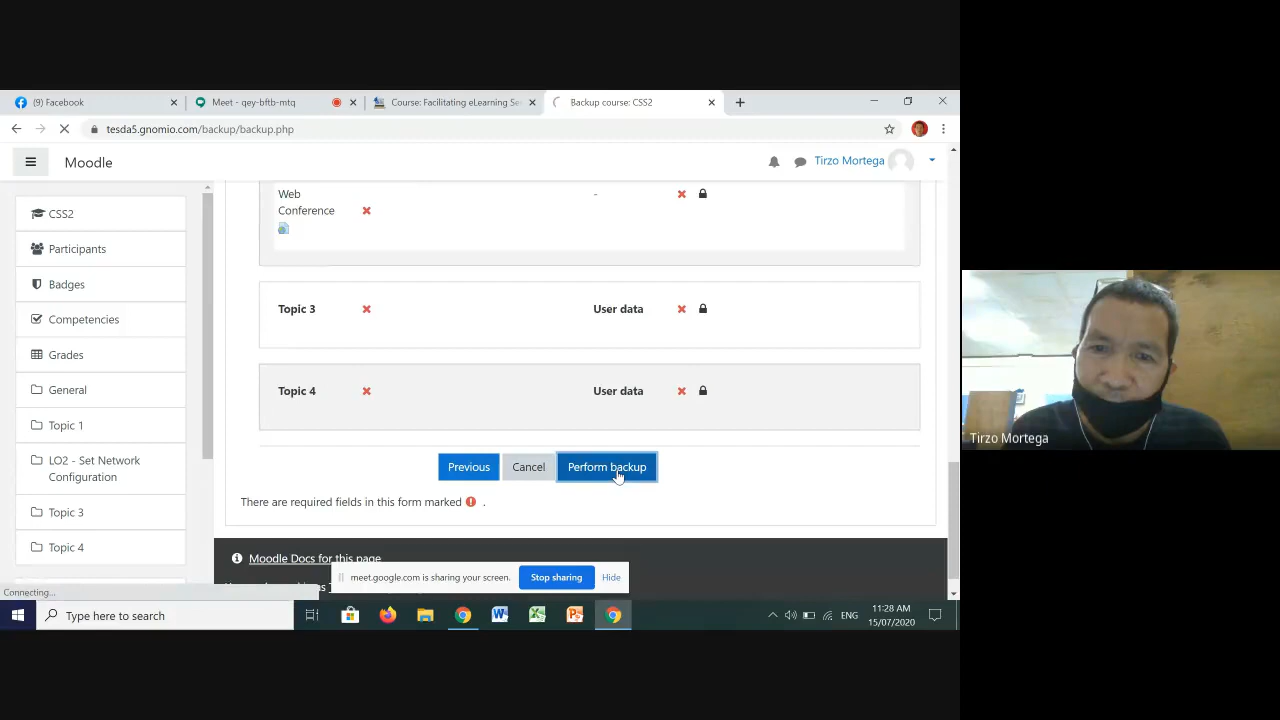 (9) Facebook
Meet - qey-bftb-mtq
Course: Facilitating eLearning Se
Backup course: CSS2
tesda5.gnomio.com/backup/backup.php
Moodle
Tirzo Mortega
CSS2
Participants
Badges
Competencies
Grades
General
Topic 1
LO2 - Set Network
Configuration
Topic 3
Topic 4
Web
Conference
-
Topic 3
User data
Topic 4
User data
Previous
Cancel
Perform backup
There are required fields in this form marked .
Moodle Docs for this page
meet.google.com is sharing your screen.
Stop sharing
Hide
Connecting...
Type here to search
ENG
11:28 AM
15/07/2020
Tirzo Mortega